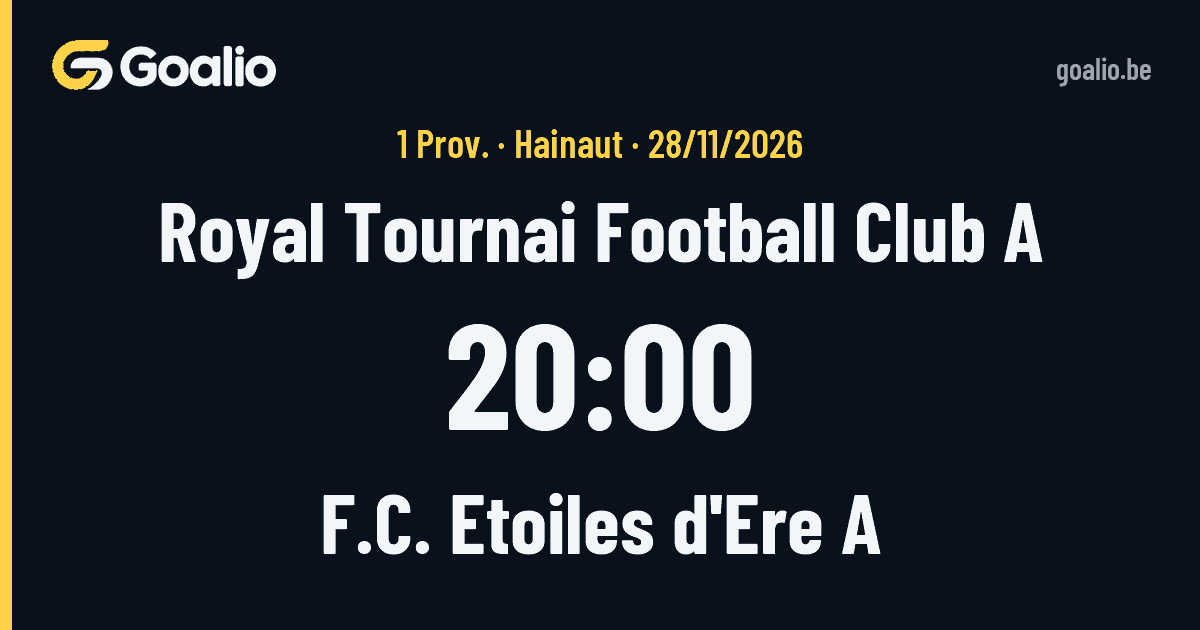 Goalio
goalio.be
1 Prov. · Hainaut · 28/11/2026
Royal Tournai Football Club A
20:00
F.C. Etoiles d'Ere A